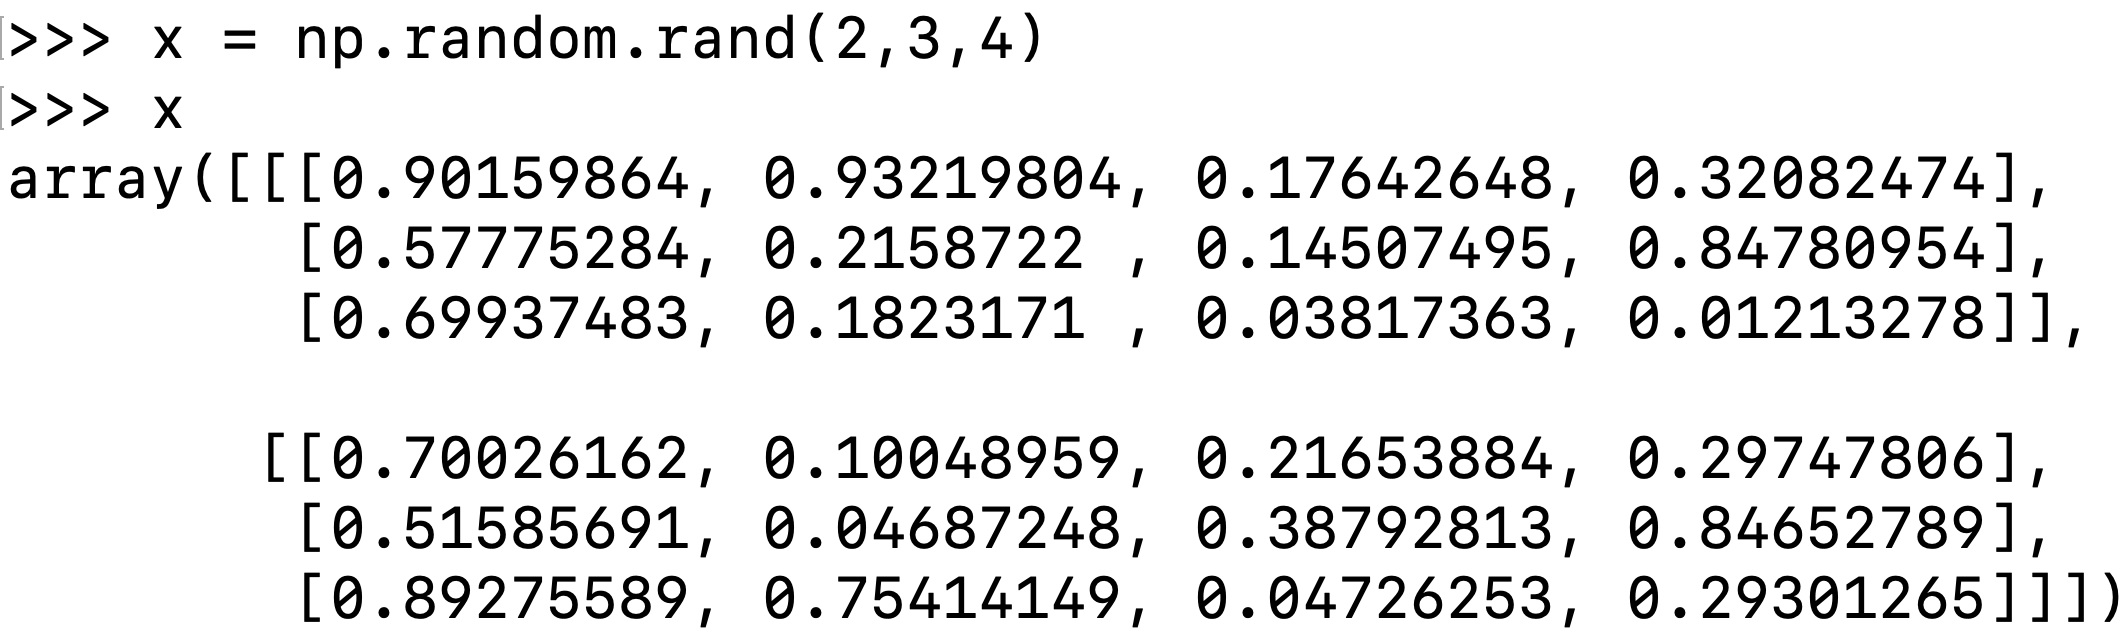 >>> x = np.random.rand(2,3,4)
>>> x
array([[[0.90159864, 0.93219804, 0.17642648, 0.32082474],
        [0.57775284, 0.2158722 , 0.14507495, 0.84780954],
        [0.69937483, 0.1823171 , 0.03817363, 0.01213278]],

       [[0.70026162, 0.10048959, 0.21653884, 0.29747806],
        [0.51585691, 0.04687248, 0.38792813, 0.84652789],
        [0.89275589, 0.75414149, 0.04726253, 0.29301265]]])